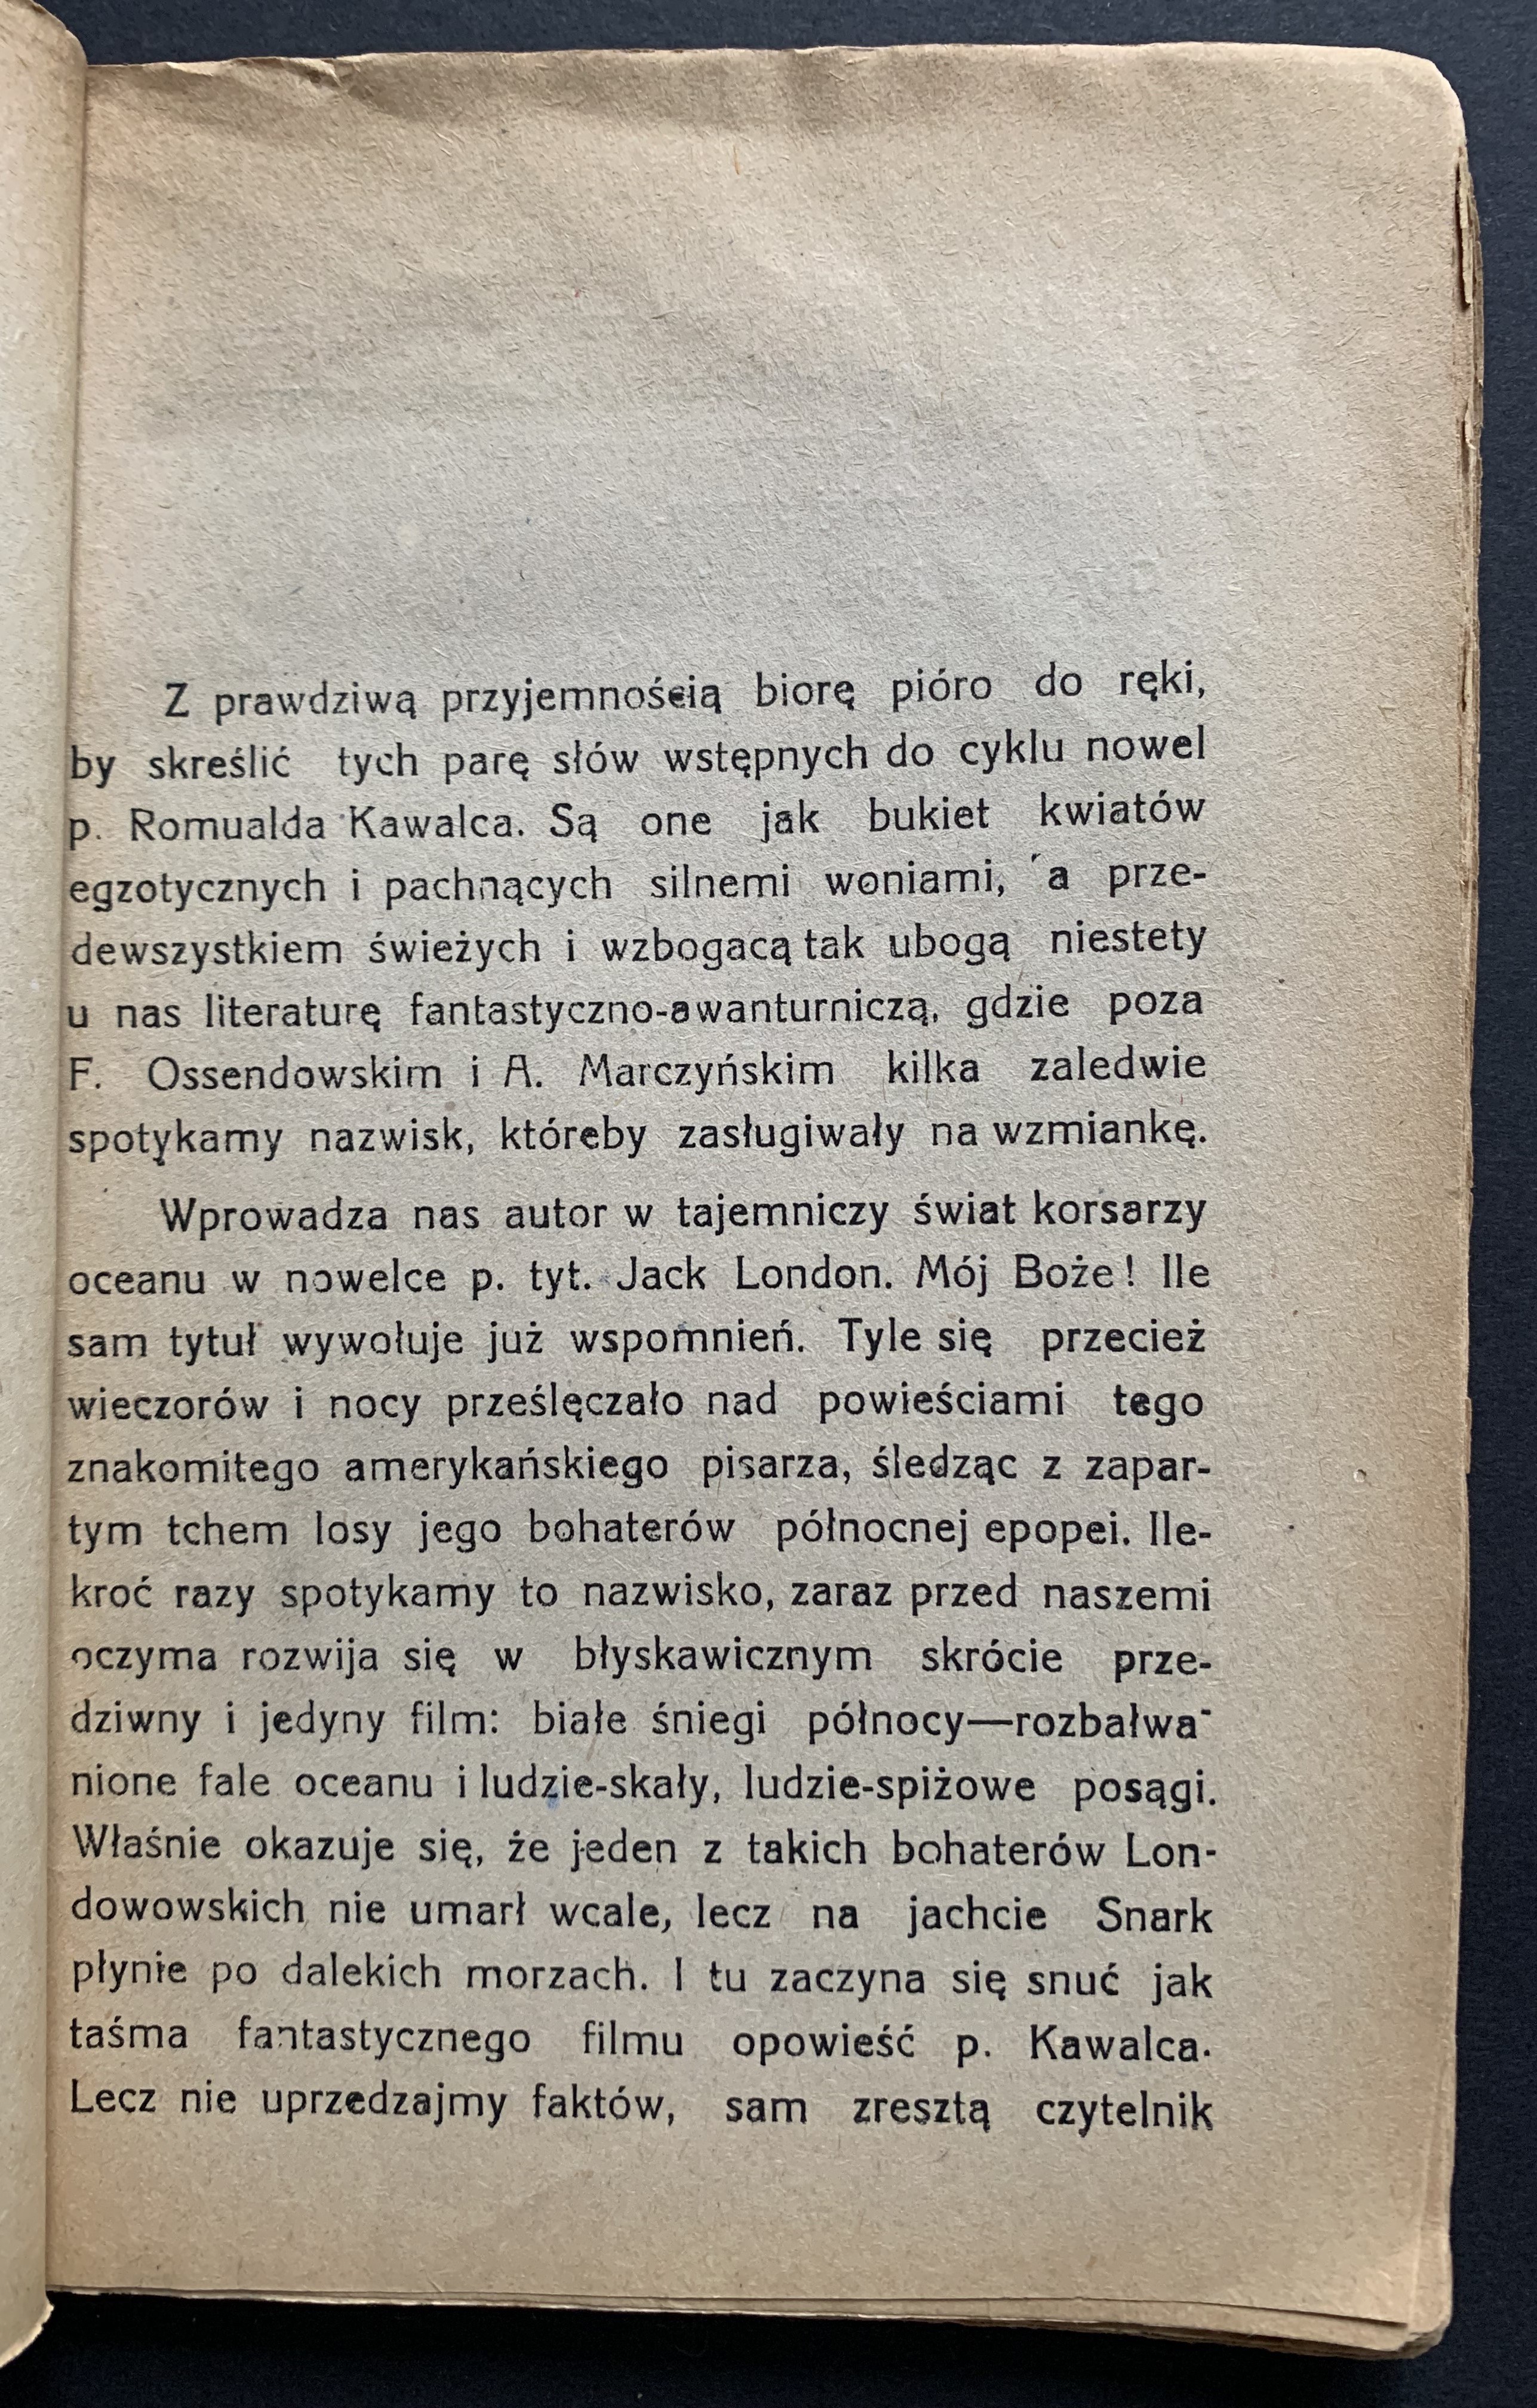 Z prawdziwą przyjemnością biorę pióro do ręki,
by skreślić tych parę słów wstępnych do cyklu nowel
p. Romualda Kawalca. Są one jak bukiet kwiatów
egzotycznych i pachnących silnemi woniami, a prze-
dewszystkiem świeżych i wzbogacą tak ubogą niestety
u nas literaturę fantastyczno-awanturniczą, gdzie poza
F. Ossendowskim i A. Marczyńskim kilka zaledwie
spotykamy nazwisk, któreby zasługiwały na wzmiankę.
Wprowadza nas autor w tajemniczy świat korsarzy
oceanu w nowelce p. tyt. Jack London. Mój Boże! Ile
sam tytuł wywołuje już wspomnień. Tyle się przecież
wieczorów i nocy prześlęczało nad powieściami tego
znakomitego amerykańskiego pisarza, śledząc z zapar-
tym tchem losy jego bohaterów północnej epopei. Ile-
kroć razy spotykamy to nazwisko, zaraz przed naszemi
oczyma rozwija się w błyskawicznym skrócie prze-
dziwny i jedyny film: białe śniegi północy—rozbałwa-
nione fale oceanu i ludzie-skały, ludzie-spiżowe posągi.
Właśnie okazuje się, że jeden z takich bohaterów Lon-
dowowskich nie umarł wcale, lecz na jachcie Snark
płynie po dalekich morzach. I tu zaczyna się snuć jak
taśma fantastycznego filmu opowieść p. Kawalca.
Lecz nie uprzedzajmy faktów, sam zresztą czytelnik